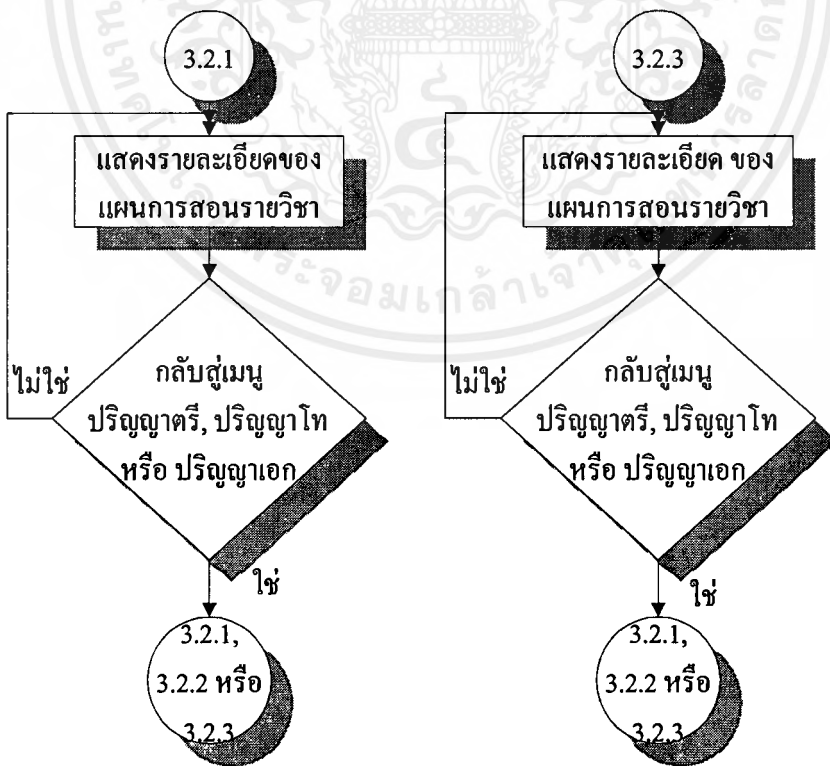 3.2.1
แสดงรายละเอียดของ
แผนการสอนรายวิชา
ไม่ใช่
กลับสู่เมนู
ปริญญาตรี, ปริญญาโท
หรือ ปริญญาเอก
ใช่
3.2.1,
3.2.2 หรือ
3.2.3
3.2.3
แสดงรายละเอียด ของ
แผนการสอนรายวิชา
ไม่ใช่
กลับสู่เมนู
ปริญญาตรี, ปริญญาโท
หรือ ปริญญาเอก
ใช่
3.2.1,
3.2.2 หรือ
3.2.3